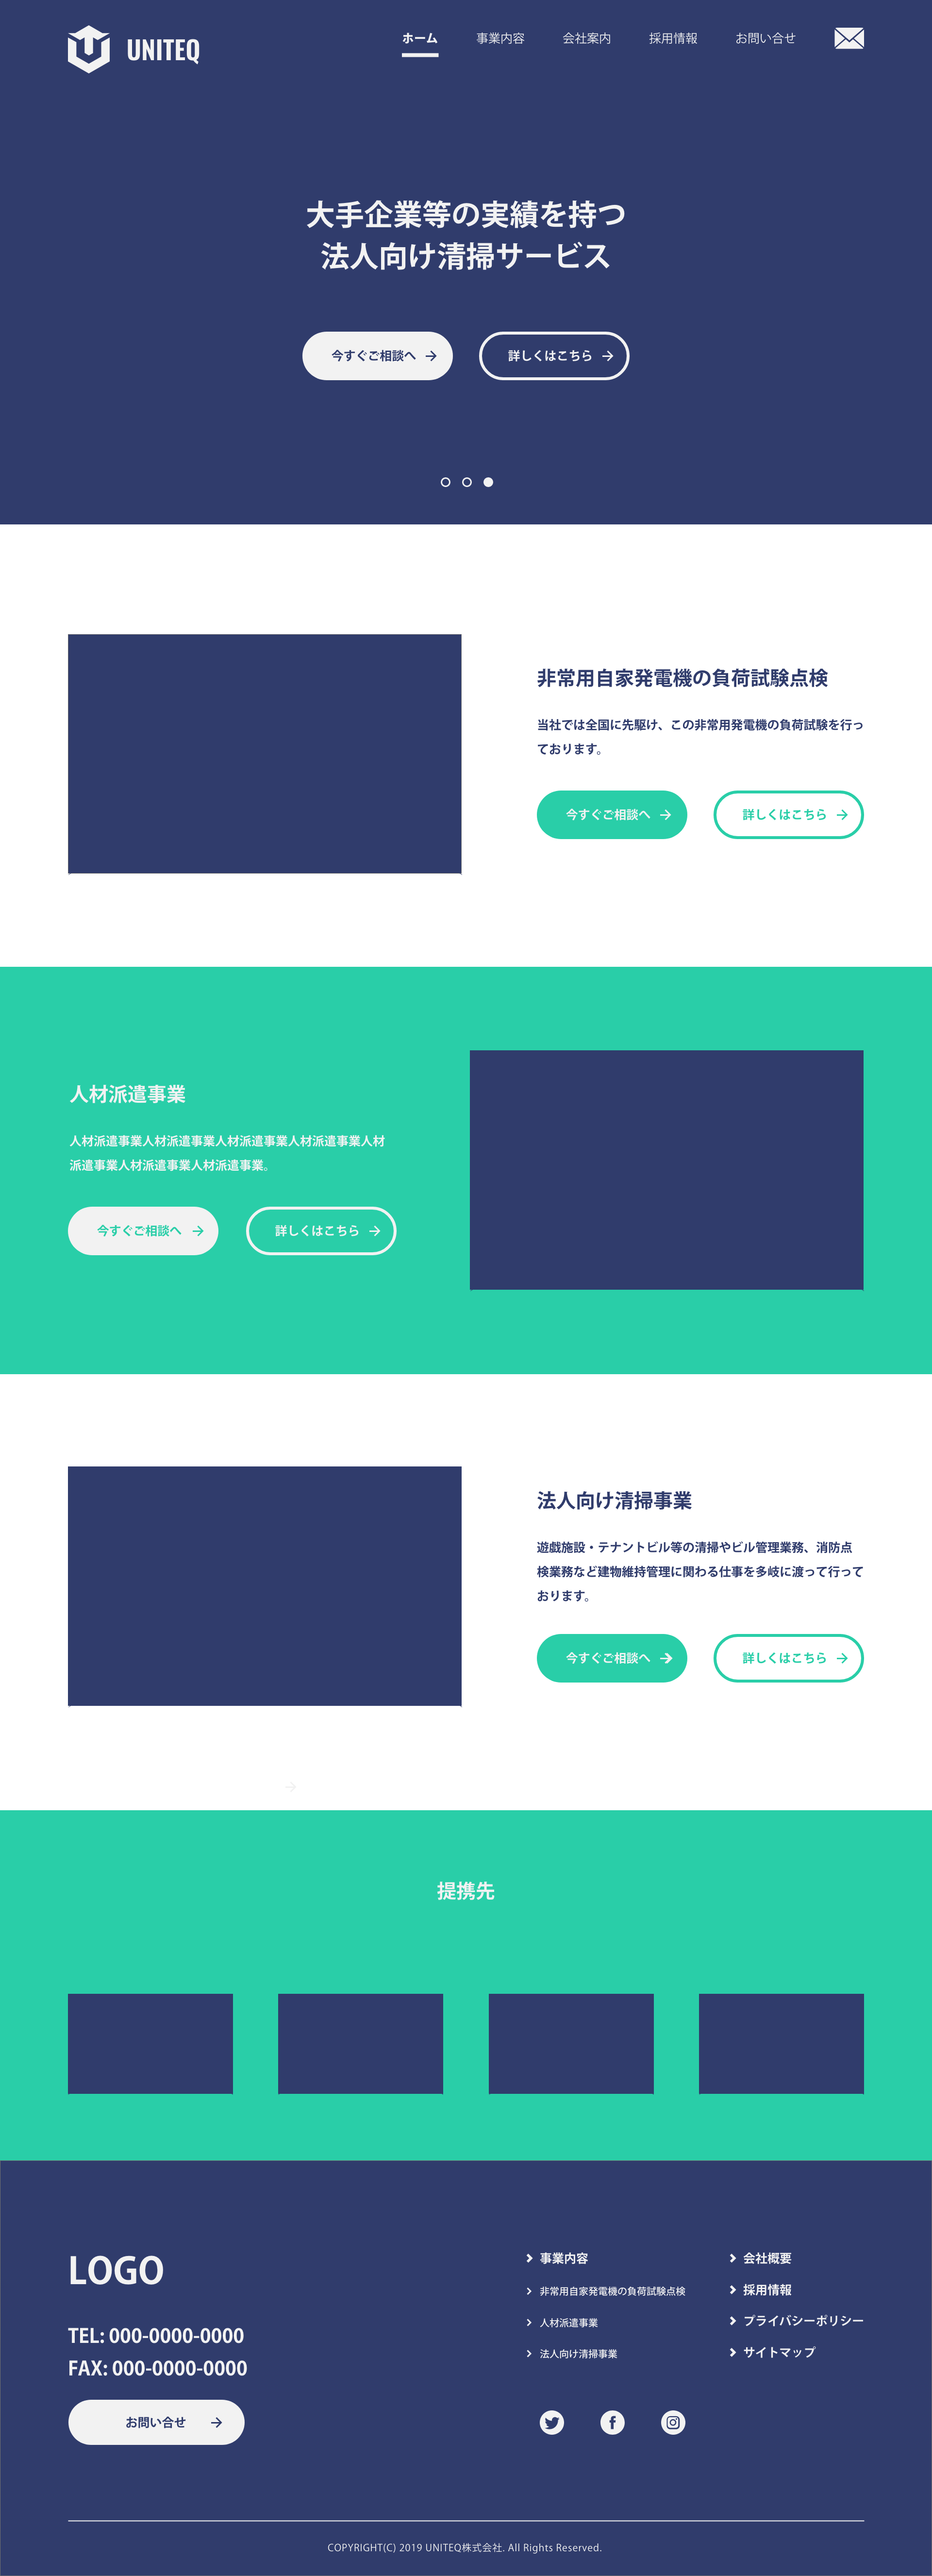 UNITEQ
ホーム 事業内容 会社案内 採用情報 お問い合せ
大手企業等の実績を持つ
法人向け清掃サービス
今すぐご相談へ 詳しくはこちら
非常用自家発電機の負荷試験点検
当社では全国に先駆け、この非常用発電機の負荷試験を行っ
ております。
今すぐご相談へ 詳しくはこちら
人材派遣事業
人材派遣事業人材派遣事業人材派遣事業人材派遣事業人材
派遣事業人材派遣事業人材派遣事業。
今すぐご相談へ 詳しくはこちら
法人向け清掃事業
遊戯施設・テナントビル等の清掃やビル管理業務、消防点
検業務など建物維持管理に関わる仕事を多岐に渡って行って
おります。
今すぐご相談へ 詳しくはこちら
提携先
LOGO
TEL: 000-0000-0000
FAX: 000-0000-0000
お問い合せ
事業内容
非常用自家発電機の負荷試験点検
人材派遣事業
法人向け清掃事業
会社概要
採用情報
プライバシーポリシー
サイトマップ
COPYRIGHT(C) 2019 UNITEQ株式会社. All Rights Reserved.